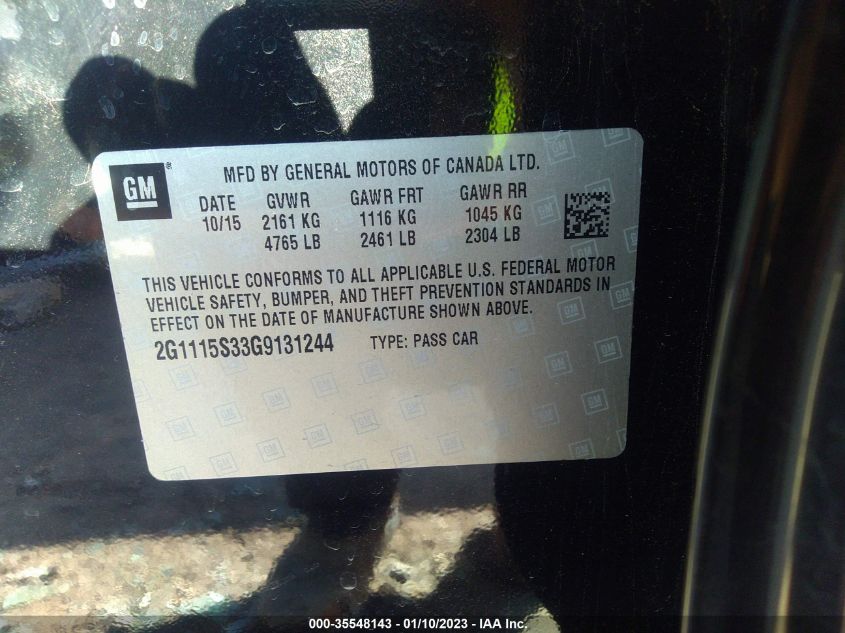 GM ®
MFD BY GENERAL MOTORS OF CANADA LTD.
DATE GVWR GAWR FRT GAWR RR
10/15 2161 KG 1116 KG 1045 KG
4765 LB 2461 LB 2304 LB
THIS VEHICLE CONFORMS TO ALL APPLICABLE U.S. FEDERAL MOTOR
VEHICLE SAFETY, BUMPER, AND THEFT PREVENTION STANDARDS IN
EFFECT ON THE DATE OF MANUFACTURE SHOWN ABOVE.
2G1115S33G9131244 TYPE: PASS CAR
000-35548143 - 01/10/2023 - IAA Inc.